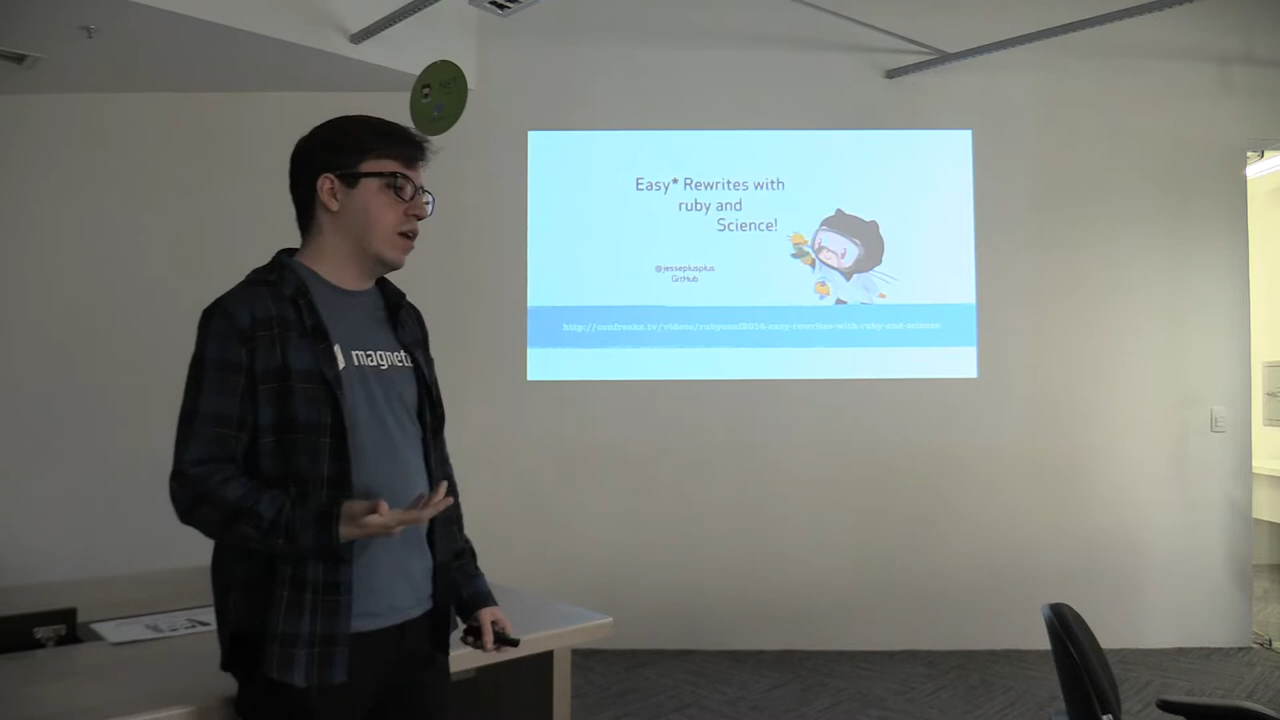 Easy* Rewrites with
ruby and
Science!
@jesseplusplus
GitHub
http://confreaks.tv/videos/rubyconf2014-easy-rewrites-with-ruby-and-science
magnetis